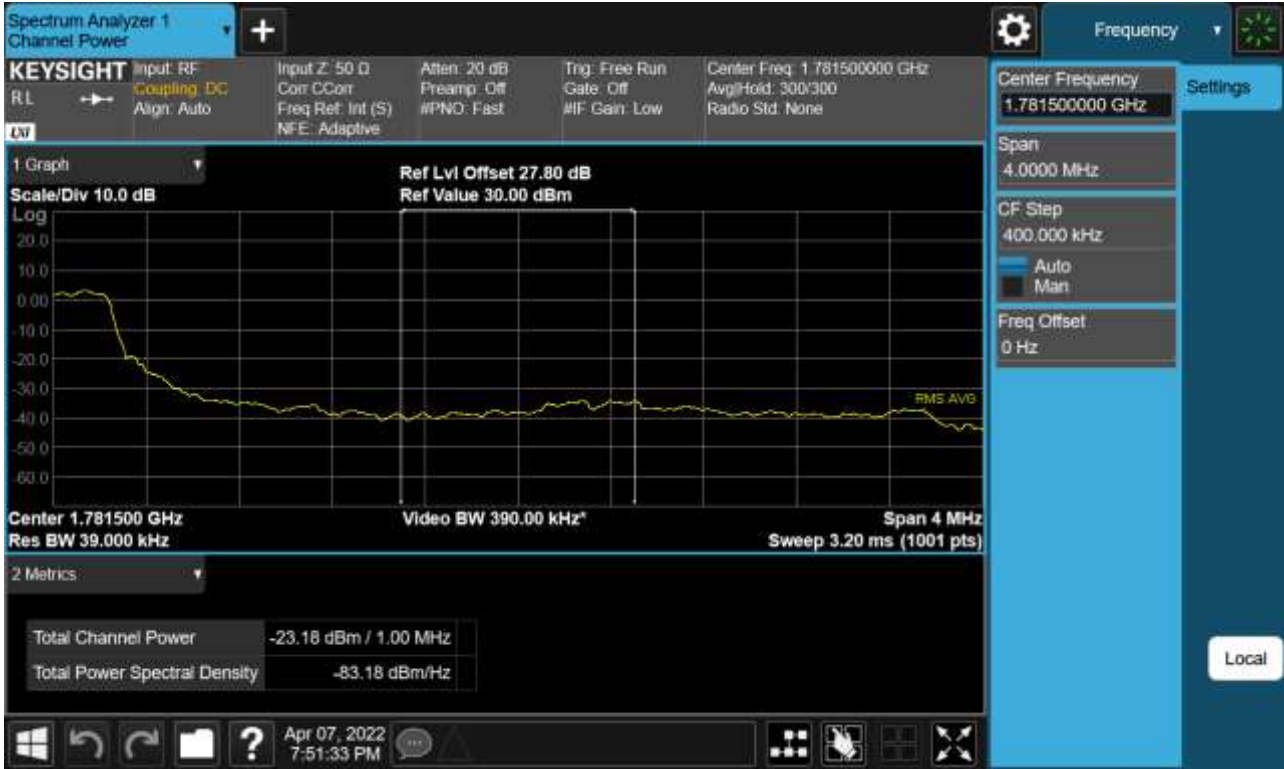 Spectrum Analyzer 1
Channel Power
+
Frequency
KEYSIGHT
RL
LXI
Input: RF
Coupling: DC
Align: Auto
Input Z: 50 Ω
Corr CCorr
Freq Ref: Int (S)
NFE: Adaptive
Atten: 20 dB
Preamp: Off
#PNO: Fast
Trig: Free Run
Gate: Off
#IF Gain: Low
Center Freq: 1.781500000 GHz
Avg|Hold: 300/300
Radio Std: None
Center Frequency
1.781500000 GHz
Settings
Span
4.0000 MHz
CF Step
400.000 kHz
Auto
Man
Freq Offset
0 Hz
Local
1 Graph
Scale/Div 10.0 dB
Ref Lvl Offset 27.80 dB
Ref Value 30.00 dBm
Log
20.0
10.0
0.00
-10.0
-20.0
-30.0
-40.0
-50.0
-60.0
RMS AVG
Center 1.781500 GHz
Video BW 390.00 kHz*
Span 4 MHz
Res BW 39.000 kHz
Sweep 3.20 ms (1001 pts)
2 Metrics
Total Channel Power -23.18 dBm / 1.00 MHz
Total Power Spectral Density -83.18 dBm/Hz
?
Apr 07, 2022
7:51:33 PM